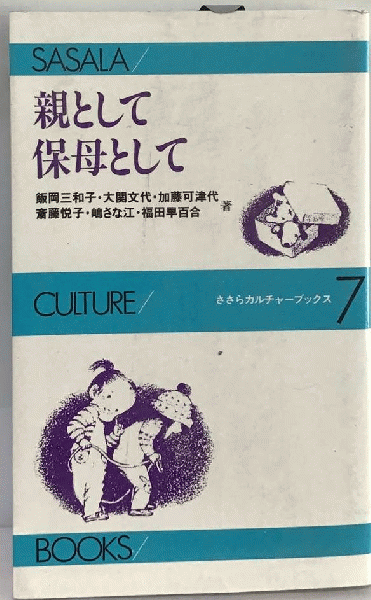 SASALA/
親として
保母として
飯岡三和子・大関文代・加藤可津代
齋藤悦子・嶋さな江・福田早百合 著
CULTURE/
ささらカルチャーブックス 7
BOOKS/